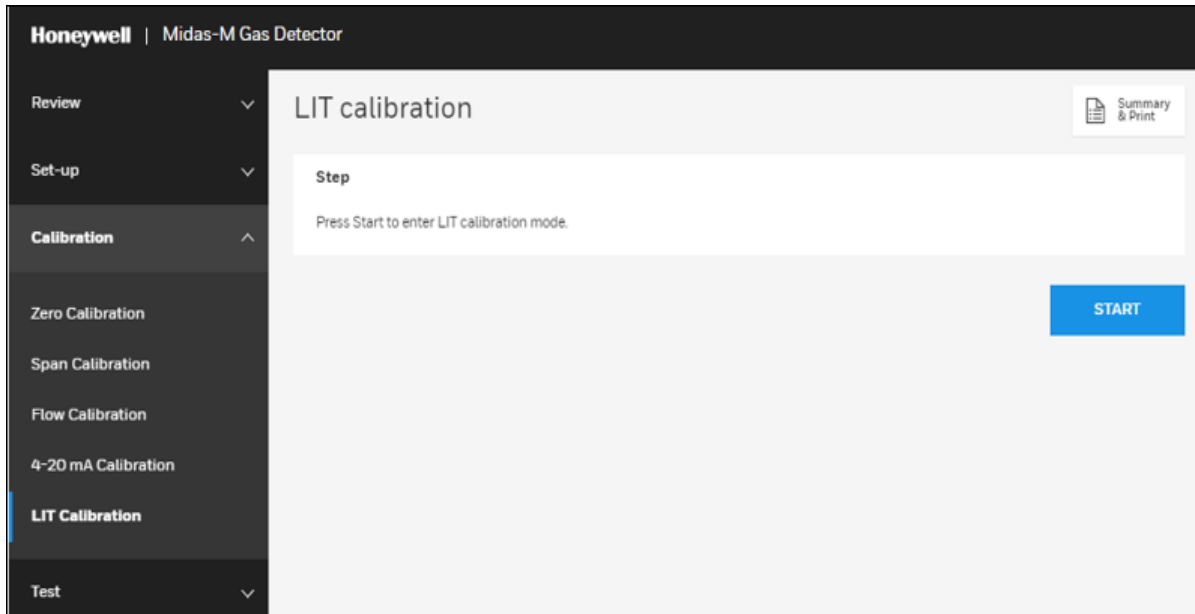 Honeywell | Midas-M Gas Detector
Review
Set-up
Calibration
Zero Calibration
Span Calibration
Flow Calibration
4-20 mA Calibration
LIT Calibration
Test
LIT calibration
Summary
& Print
Step
Press Start to enter LIT calibration mode.
START